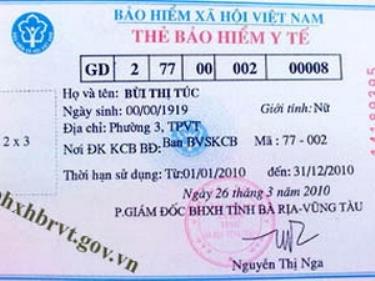 BẢO HIỂM XÃ HỘI VIỆT NAM
THẺ BẢO HIỂM Y TẾ
GD 2 77 00 002 00008
Họ và tên: BÙI THỊ TÚC
Ngày sinh: 00/00/1919 Giới tính: Nữ
Địa chỉ: Phường 3, TPVT
2 x 3
Nơi ĐK KCB BĐ: Ban BVSKCB Mã : 77 - 002
Thời hạn sử dụng: Từ:01/01/2010 đến: 31/12/2010
Ngày 26 tháng 3 năm 2010
P.GIÁM ĐỐC BHXH TỈNH BÀ RỊA-VŨNG TÀU
Nguyễn Thị Nga
bhxhbrvt.gov.vn